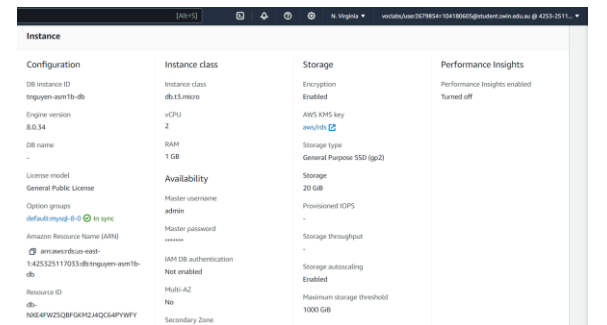 [Alt+S]
N. Virginia ▼
voclabs/user2679854=104180605@student.swin.edu.au @ 4253-2511... ▼
Instance
Configuration
DB instance ID
tnguyen-asm1b-db
Engine version
8.0.34
DB name
-
License model
General Public License
Option groups
default:mysql-8-0 In sync
Amazon Resource Name (ARN)
arn:aws:rds:us-east-
1:425325117033:db:tnguyen-asm1b-
db
Resource ID
db-
NXE4FWZSQBFGKM2J4QC64PYWFY
Instance class
Instance class
db.t3.micro
vCPU
2
RAM
1 GB
Availability
Master username
admin
Master password
*******
IAM DB authentication
Not enabled
Multi-AZ
No
Secondary Zone
Storage
Encryption
Enabled
AWS KMS key
aws/rds
Storage type
General Purpose SSD (gp2)
Storage
20 GiB
Provisioned IOPS
-
Storage throughput
-
Storage autoscaling
Enabled
Maximum storage threshold
1000 GiB
Performance Insights
Performance Insights enabled
Turned off